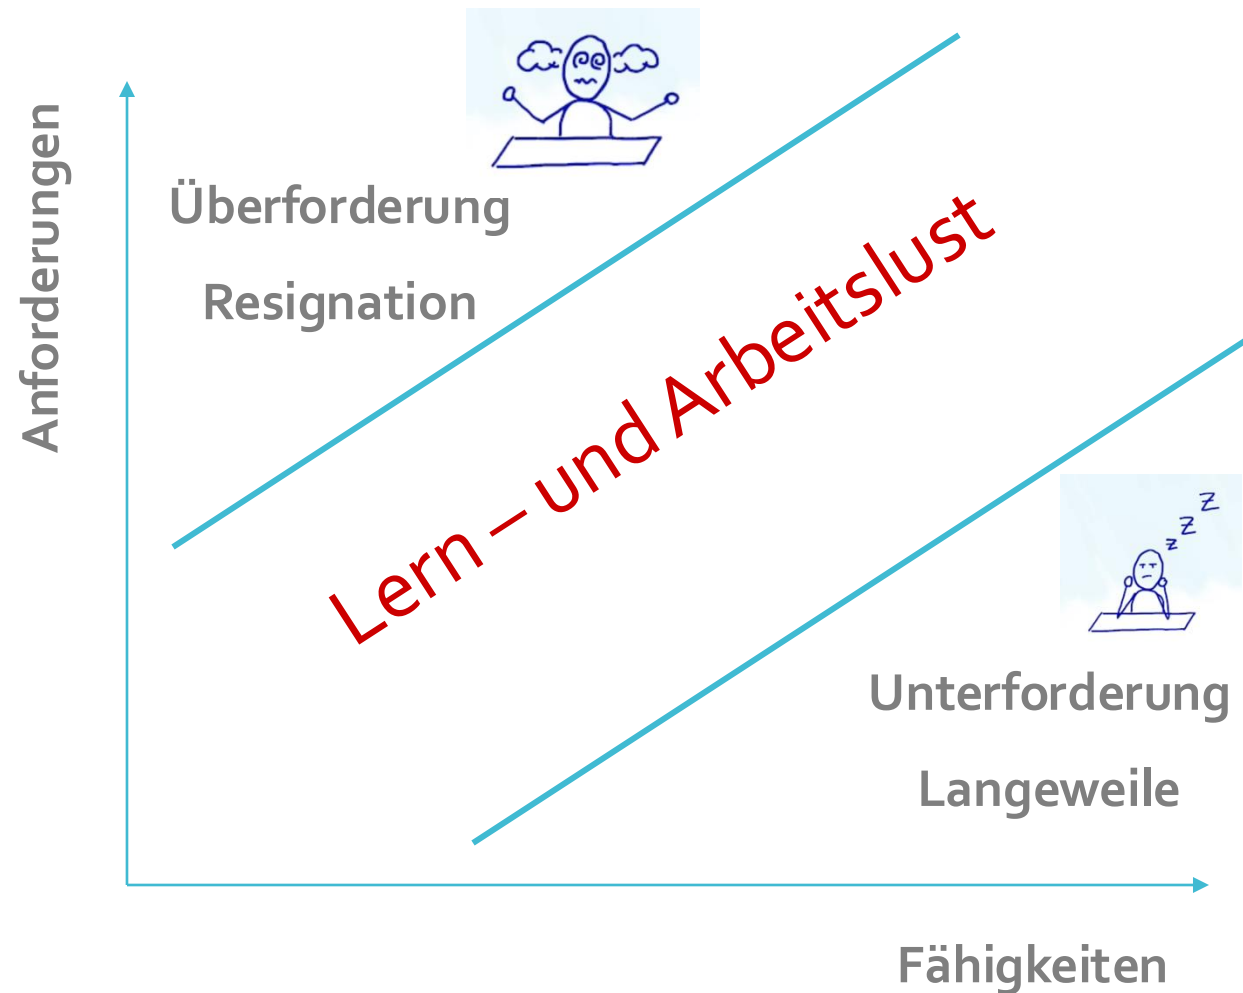 Anforderungen
Überforderung
Resignation
Lern – und Arbeitslust
z z z
Unterforderung
Langeweile
Fähigkeiten